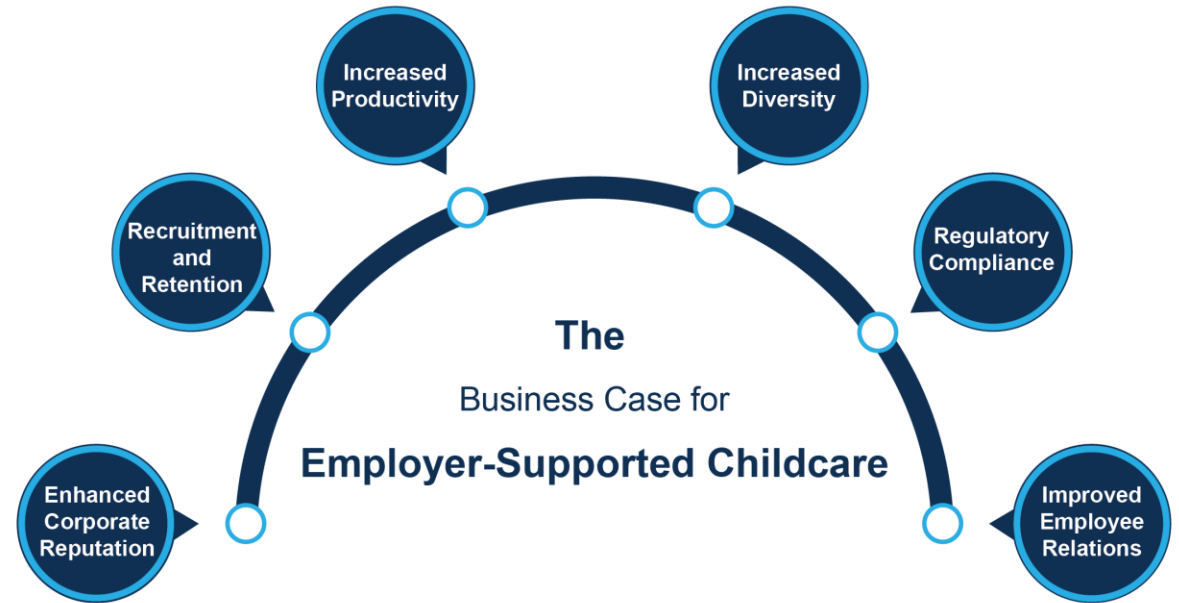 Increased
Productivity
Increased
Diversity
Recruitment
and
Retention
Regulatory
Compliance
The
Business Case for
Employer-Supported Childcare
Enhanced
Corporate
Reputation
Improved
Employee
Relations